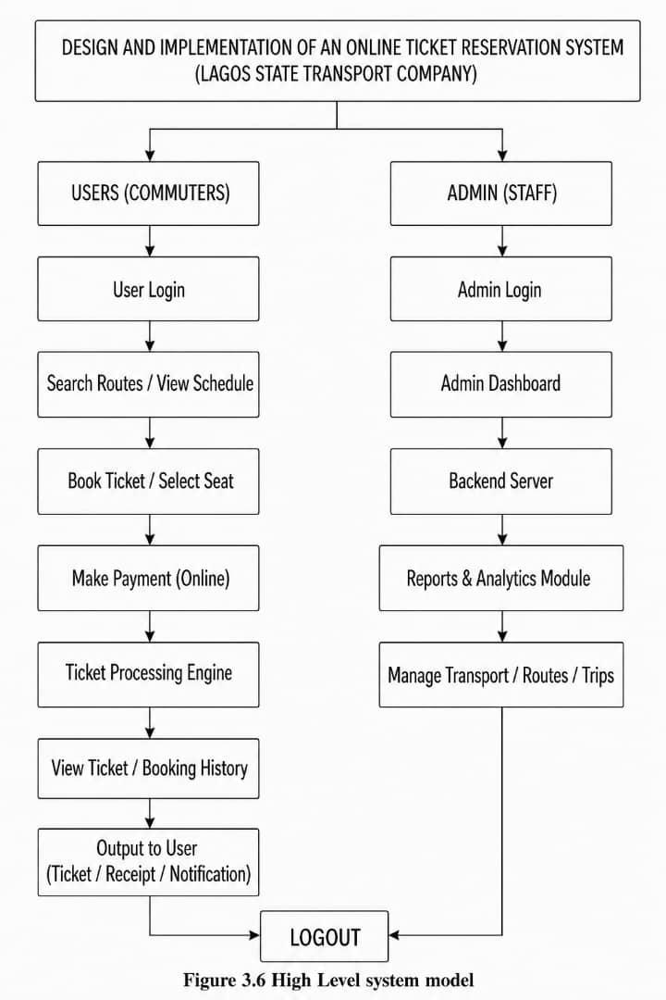 DESIGN AND IMPLEMENTATION OF AN ONLINE TICKET RESERVATION SYSTEM
(LAGOS STATE TRANSPORT COMPANY)
USERS (COMMUTERS)
User Login
Search Routes / View Schedule
Book Ticket / Select Seat
Make Payment (Online)
Ticket Processing Engine
View Ticket / Booking History
Output to User
(Ticket / Receipt / Notification)
ADMIN (STAFF)
Admin Login
Admin Dashboard
Backend Server
Reports & Analytics Module
Manage Transport / Routes / Trips
LOGOUT
Figure 3.6 High Level system model